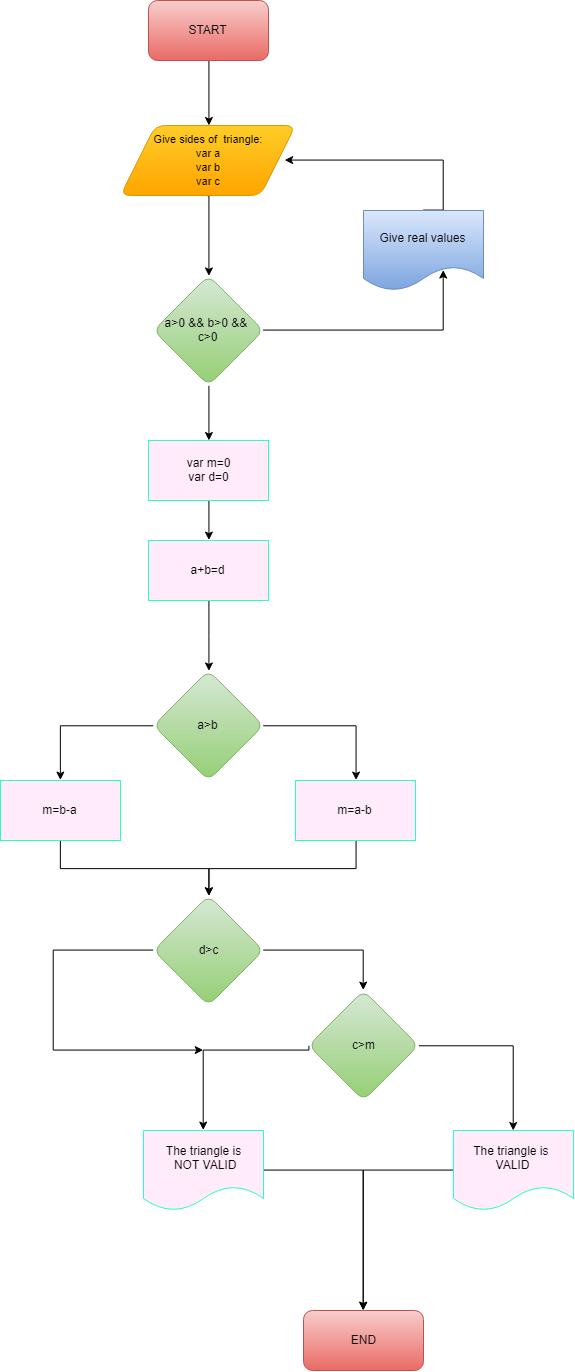 START
Give sides of triangle:
var a
var b
var c
Give real values
a>0 && b>0 &&
c>0
var m=0
var d=0
a+b=d
a>b
m=b-a
m=a-b
d>c
c>m
The triangle is
NOT VALID
The triangle is
VALID
END